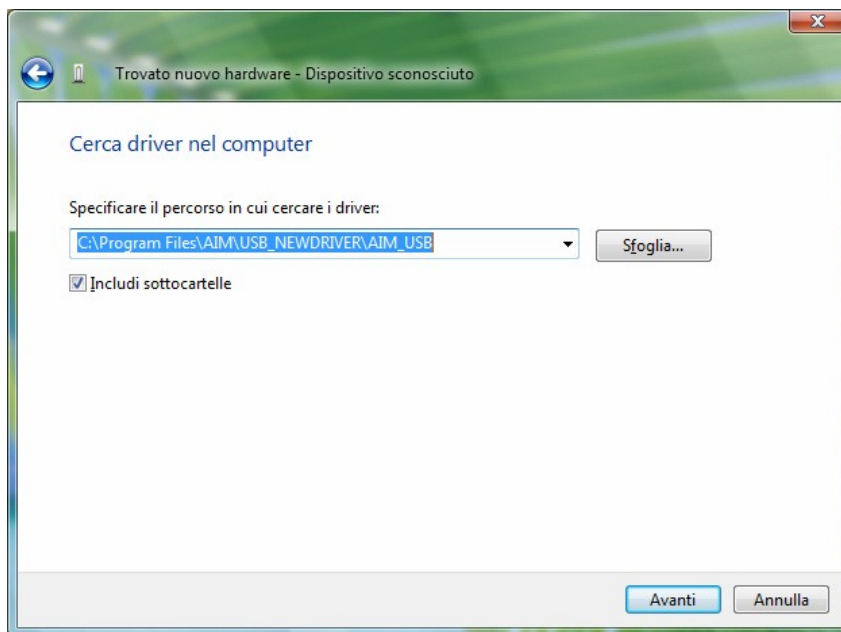 Trovato nuovo hardware - Dispositivo sconosciuto
Cerca driver nel computer
Specificare il percorso in cui cercare i driver:
C:\Program Files\AIM\USB_NEWDRIVER\AIM_USB
Sfoglia...
Includi sottocartelle
Avanti
Annulla